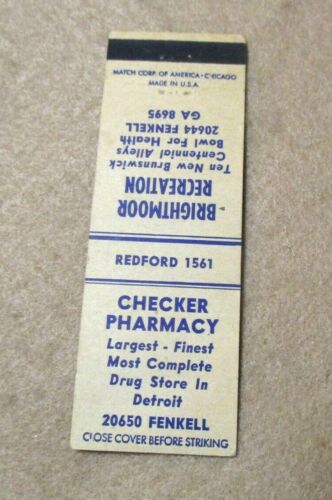 MATCH CORP. OF AMERICA-CHICAGO
MADE IN U.S.A.
BRIGHTMOOR
RECREATION
Ten New Brunswick
Centennial Alleys
Bowl For Health
20644 FENKELL
GA 8695
REDFORD 1561
CHECKER
PHARMACY
Largest - Finest
Most Complete
Drug Store In
Detroit
20650 FENKELL
CLOSE COVER BEFORE STRIKING